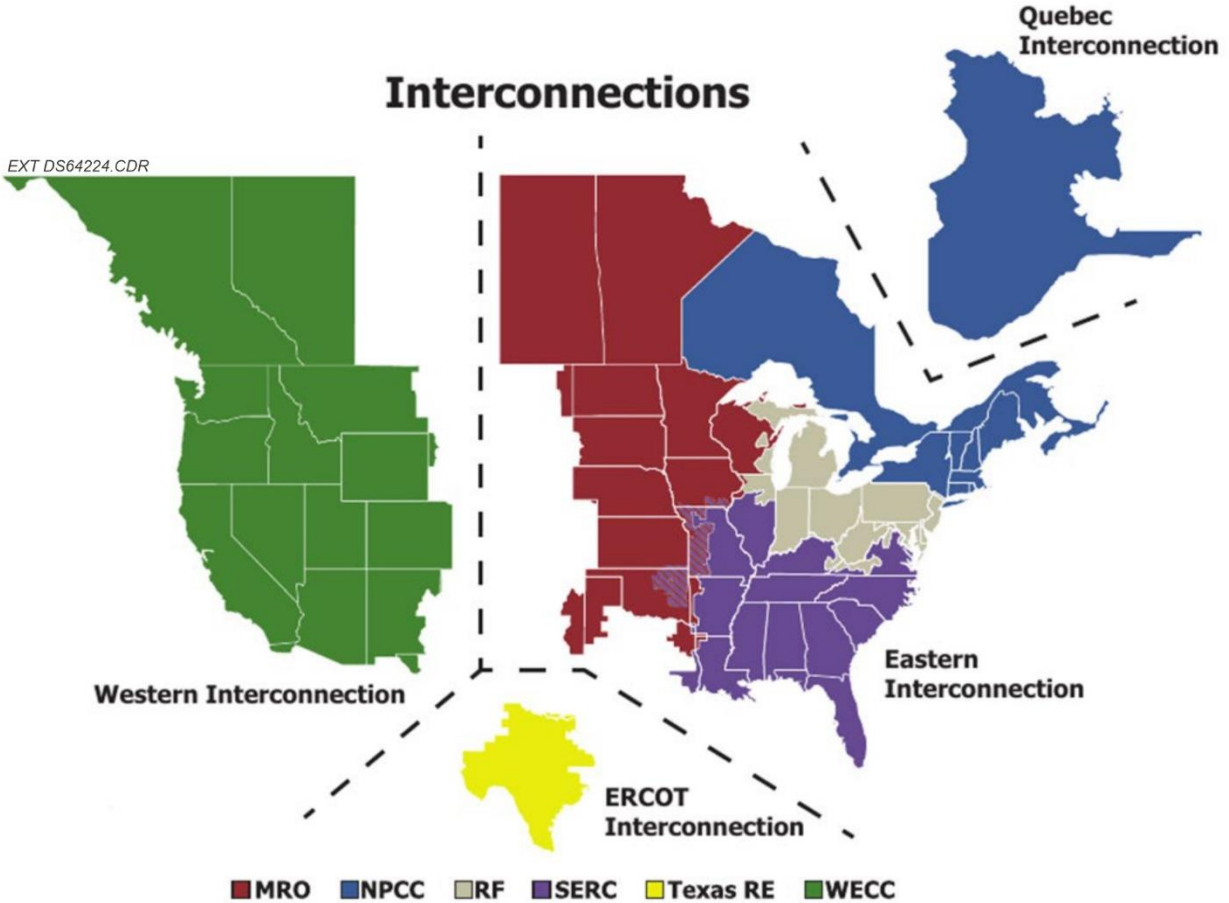 Quebec
Interconnection
Interconnections
EXT DS64224.CDR
Western Interconnection
Eastern
Interconnection
ERCOT
Interconnection
MRO NPCC RF SERC Texas RE WECC